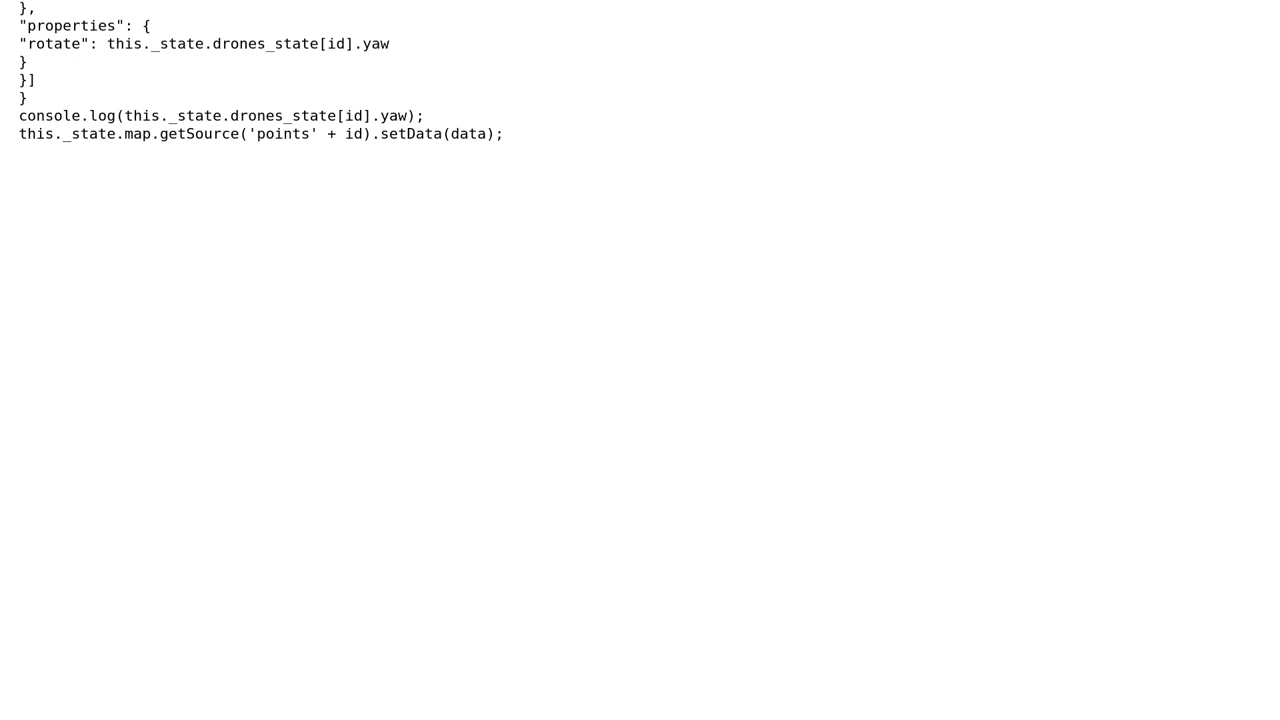 },
"properties": {
"rotate": this._state.drones_state[id].yaw
}
}]
}
console.log(this._state.drones_state[id].yaw);
this._state.map.getSource('points' + id).setData(data);